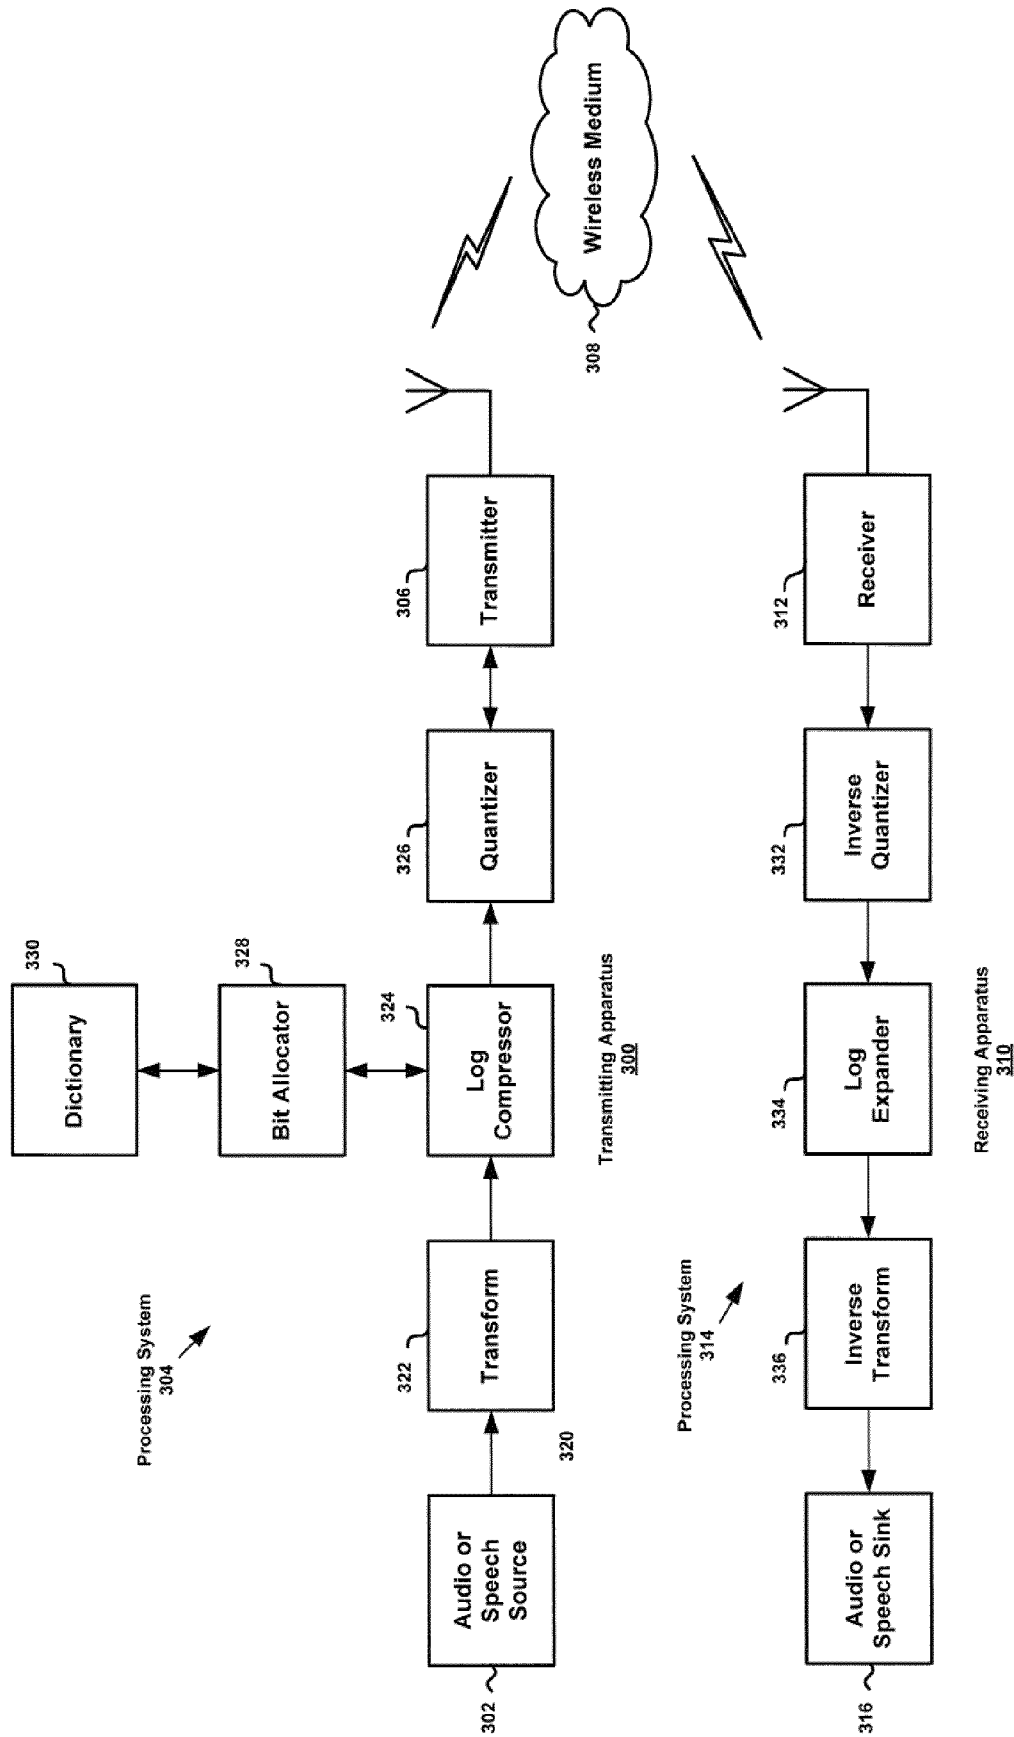 330
Dictionary
328
Bit Allocator
Processing System
304
302
Audio or
Speech
Source
320
322
Transform
324
Log
Compressor
326
Quantizer
306
Transmitter
Transmitting Apparatus
300
308
Wireless Medium
Processing System
314
316
Audio or
Speech Sink
336
Inverse
Transform
334
Log
Expander
332
Inverse
Quantizer
312
Receiver
Receiving Apparatus
310